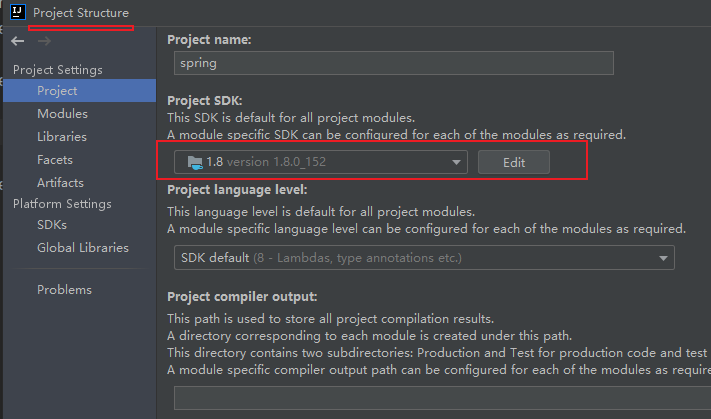 IJ
Project Structure
Project Settings
Project
Modules
Libraries
Facets
Artifacts
Platform Settings
SDKs
Global Libraries
Problems
Project name:
spring
Project SDK:
This SDK is default for all project modules.
A module specific SDK can be configured for each of the modules as required.
1.8 version 1.8.0_152
Edit
Project language level:
This language level is default for all project modules.
A module specific language level can be configured for each of the modules as required.
SDK default (8 - Lambdas, type annotations etc.)
Project compiler output:
This path is used to store all project compilation results.
A directory corresponding to each module is created under this path.
This directory contains two subdirectories: Production and Test for production code and test
A module specific compiler output path can be configured for each of the modules as require